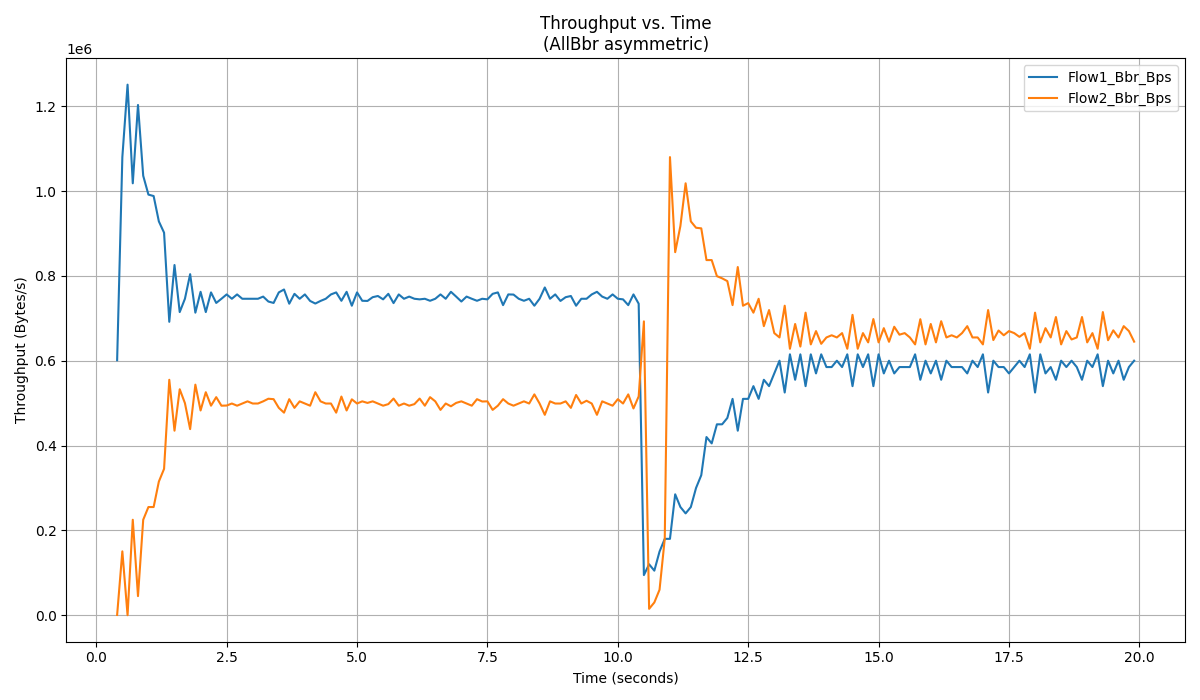 Throughput vs. Time
(AllBbr asymmetric)
1e6
Flow1_Bbr_Bps
Flow2_Bbr_Bps
1.2
1.0
0.8
0.6
0.4
0.2
0.0
Throughput (Bytes/s)
0.0 2.5 5.0 7.5 10.0 12.5 15.0 17.5 20.0
Time (seconds)